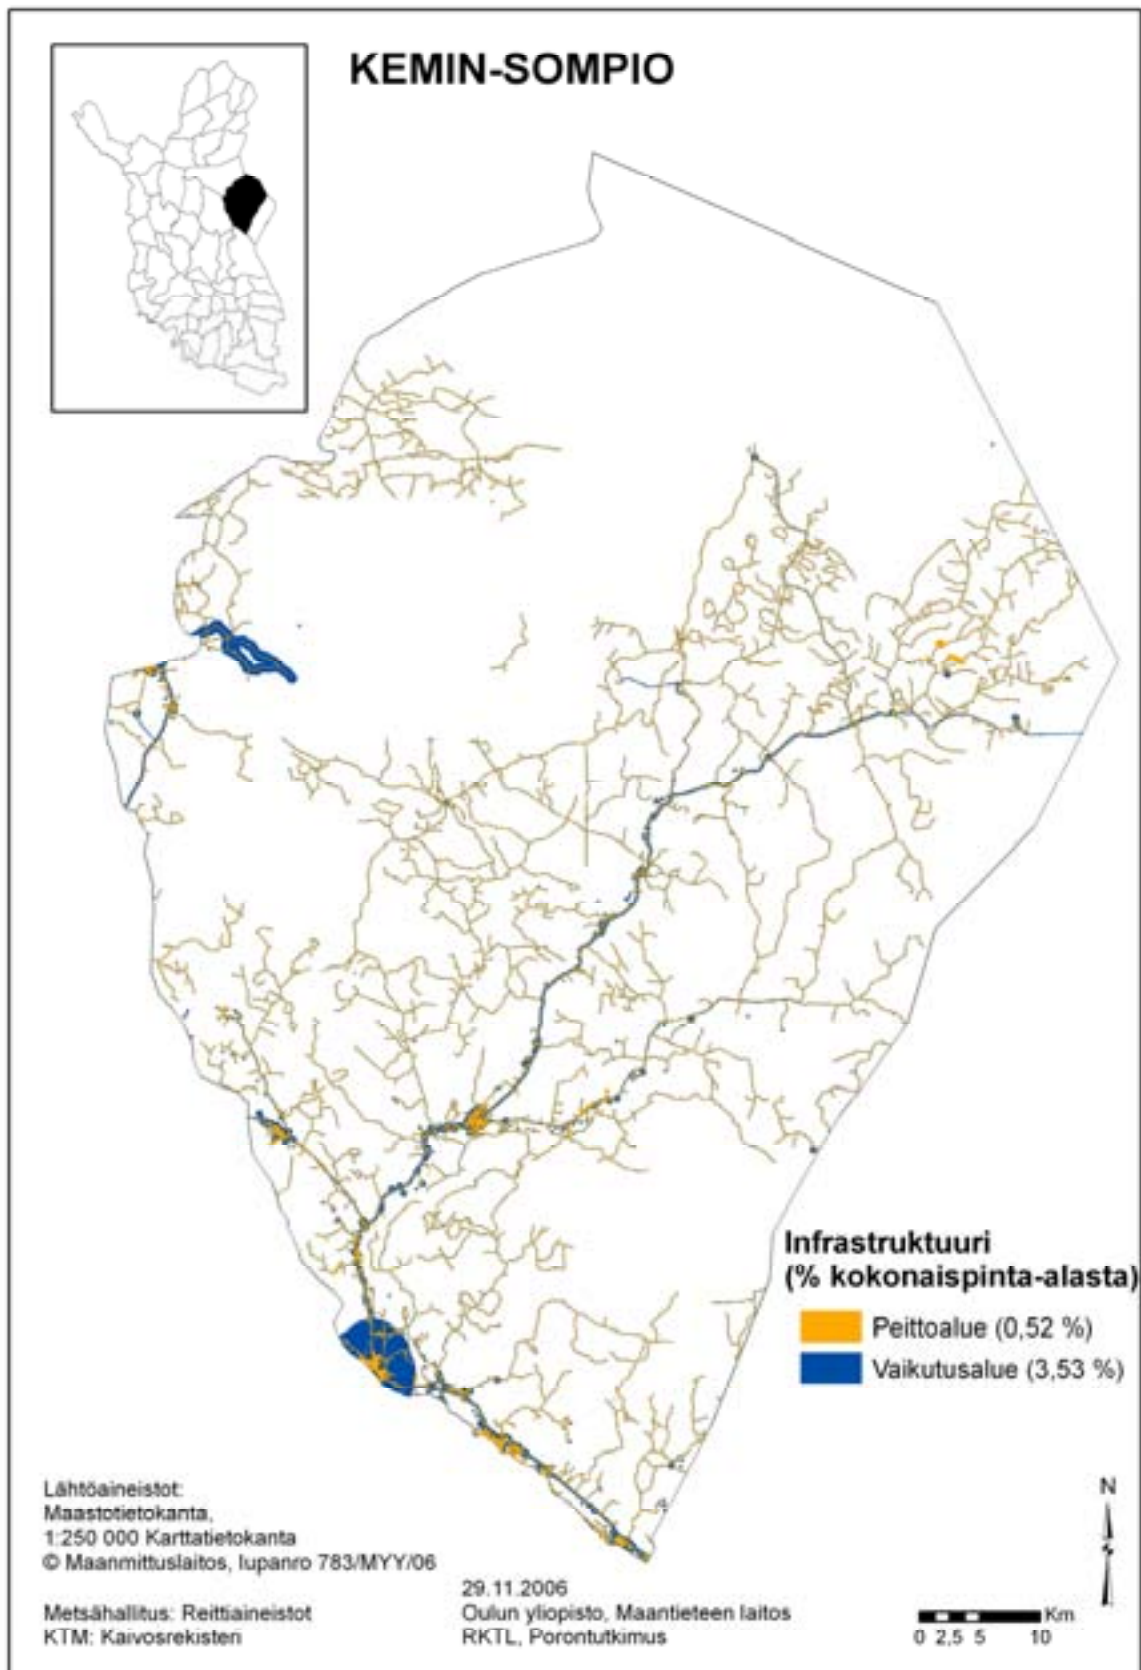 KEMIN-SOMPIO
Infrastruktuuri
(% kokonaispinta-alasta)
Peittoalue (0,52 %)
Vaikutusalue (3,53 %)
Lähtöaineistot:
Maastotietokanta,
1:250 000 Karttatietokanta
© Maanmittuslaitos, lupanro 783/MYY/06
Metsähallitus: Reittiaineistot
KTM: Kaivosrekisteri
29.11.2006
Oulun yliopisto, Maantieteen laitos
RKTL, Porontutkimus
N
Km
0 2,5 5 10